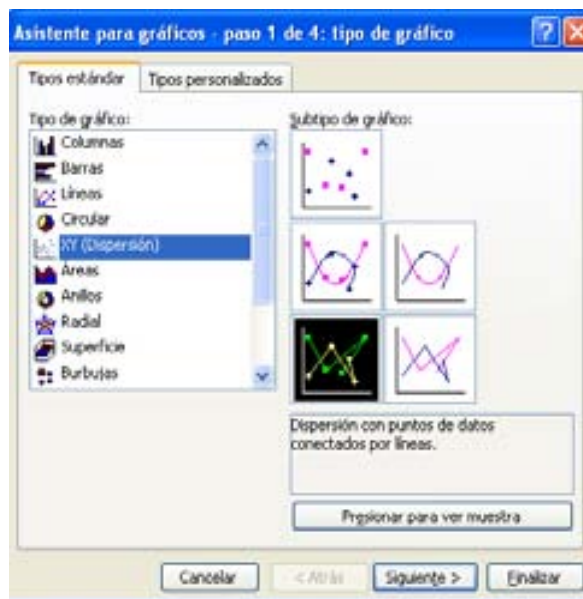 Asistente para gráficos - paso 1 de 4: tipo de gráfico
Tipos estándar
Tipos personalizados
Tipo de gráfico:
Columnas
Barras
Líneas
Circular
XY (Dispersión)
Áreas
Anillos
Radial
Superficie
Burbujas
Subtipo de gráfico:
Dispersión con puntos de datos
conectados por líneas.
Presionar para ver muestra
Cancelar
< Atrás
Siguiente >
Finalizar